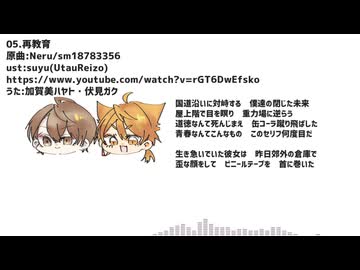 05.再教育
原曲:Neru/sm18783356
ust:suyu(UtauReizo)
https://www.youtube.com/watch?v=rGT6DwEfsko
うた:加賀美ハヤト・伏見ガク
国道沿いに対峙する　僕達の閉じた未来
屋上階で目を瞑り　重力場に逆らう
道徳なんて死んじまえ　缶コーラ蹴り飛ばした
青春なんてこんなもの　このセリフ何度目だ
生き急いでいた彼女は　昨日郊外の倉庫で
歪な顔をして　ビニールテープを　首に巻いた